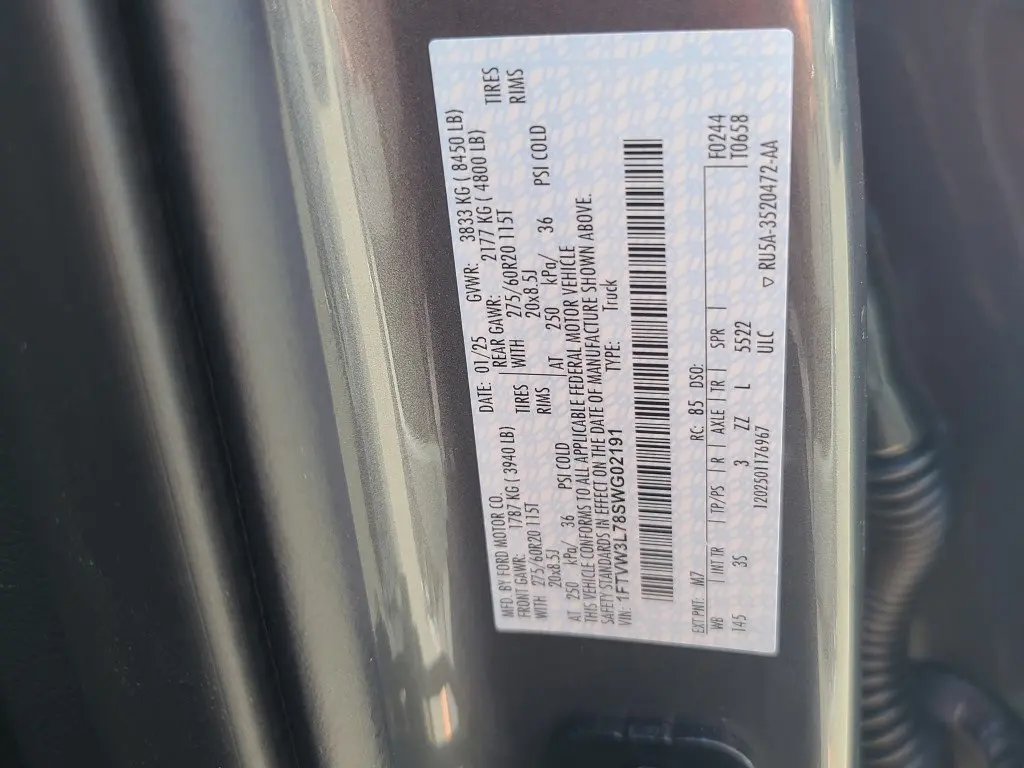 MFD. BY FORD MOTOR CO. DATE: 01/25 GVWR: 3833 KG ( 8450 LB)
FRONT GAWR: 1787 KG ( 3940 LB) REAR GAWR: 2177 KG ( 4800 LB)
WITH 275/60R20 115T TIRES WITH 275/60R20 115T TIRES
20x8.5J RIMS 20x8.5J RIMS
AT 250 kPa/ 36 PSI COLD AT 250 kPa/ 36 PSI COLD
THIS VEHICLE CONFORMS TO ALL APPLICABLE FEDERAL MOTOR VEHICLE
SAFETY STANDARDS IN EFFECT ON THE DATE OF MANUFACTURE SHOWN ABOVE.
VIN: 1FTVW3L78SWG02191 TYPE: Truck
EXT PNT: M7 RC: 85 DSO: F0244
WB INT TR TP/PS R AXLE TR SPR T0658
145 3S 3 ZZ L 5522
120250176967 ULC RU5A-3520472-AA